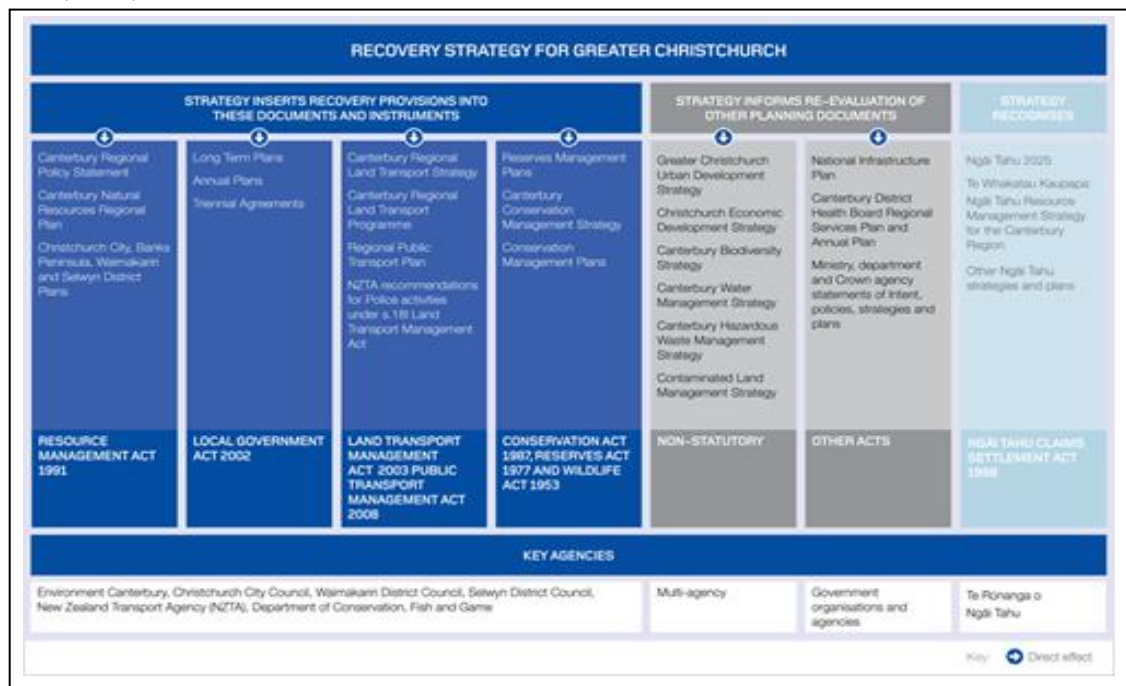 RECOVERY STRATEGY FOR GREATER CHRISTCHURCH
STRATEGY INSERTS RECOVERY PROVISIONS INTO
THESE DOCUMENTS AND INSTRUMENTS
STRATEGY INFORMS RE-EVALUATION OF
OTHER PLANNING DOCUMENTS
STRATEGY
RECOGNISES
Canterbury Regional
Policy Statement
Canterbury Natural
Resources Regional
Plan
Christchurch City, Banks
Peninsula, Waimakariri
and Selwyn District
Plans
Long Term Plans
Annual Plans
Triennial Agreements
Canterbury Regional
Land Transport Strategy
Canterbury Regional
Land Transport
Programme
Regional Public
Transport Plan
NZTA recommendations
for Police activities
under s.18I Land
Transport Management
Act
Reserves Management
Plans
Canterbury
Conservation
Management Strategy
Conservation
Management Plans
Greater Christchurch
Urban Development
Strategy
Christchurch Economic
Development Strategy
Canterbury Biodiversity
Strategy
Canterbury Water
Management Strategy
Canterbury Hazardous
Waste Management
Strategy
Contaminated Land
Management Strategy
National Infrastructure
Plan
Canterbury District
Health Board Regional
Services Plan and
Annual Plan
Ministry, department
and Crown agency
statements of Intent,
policies, strategies and
plans
Ngāi Tahu 2025
Te Whakatau Kaupapa
Ngāi Tahu Resource
Management Strategy
for the Canterbury
Region
Other Ngāi Tahu
strategies and plans
RESOURCE
MANAGEMENT ACT
1991
LOCAL GOVERNMENT
ACT 2002
LAND TRANSPORT
MANAGEMENT
ACT 2003 PUBLIC
TRANSPORT
MANAGEMENT ACT
2008
CONSERVATION ACT
1987, RESERVES ACT
1977 AND WILDLIFE
ACT 1953
NON-STATUTORY
OTHER ACTS
NGĀI TAHU CLAIMS
SETTLEMENT ACT
1998
KEY AGENCIES
Environment Canterbury, Christchurch City Council, Waimakariri District Council, Selwyn District Council,
New Zealand Transport Agency (NZTA), Department of Conservation, Fish and Game
Multi-agency
Government
organisations and
agencies
Te Rūnanga o
Ngāi Tahu
Key: Direct effect